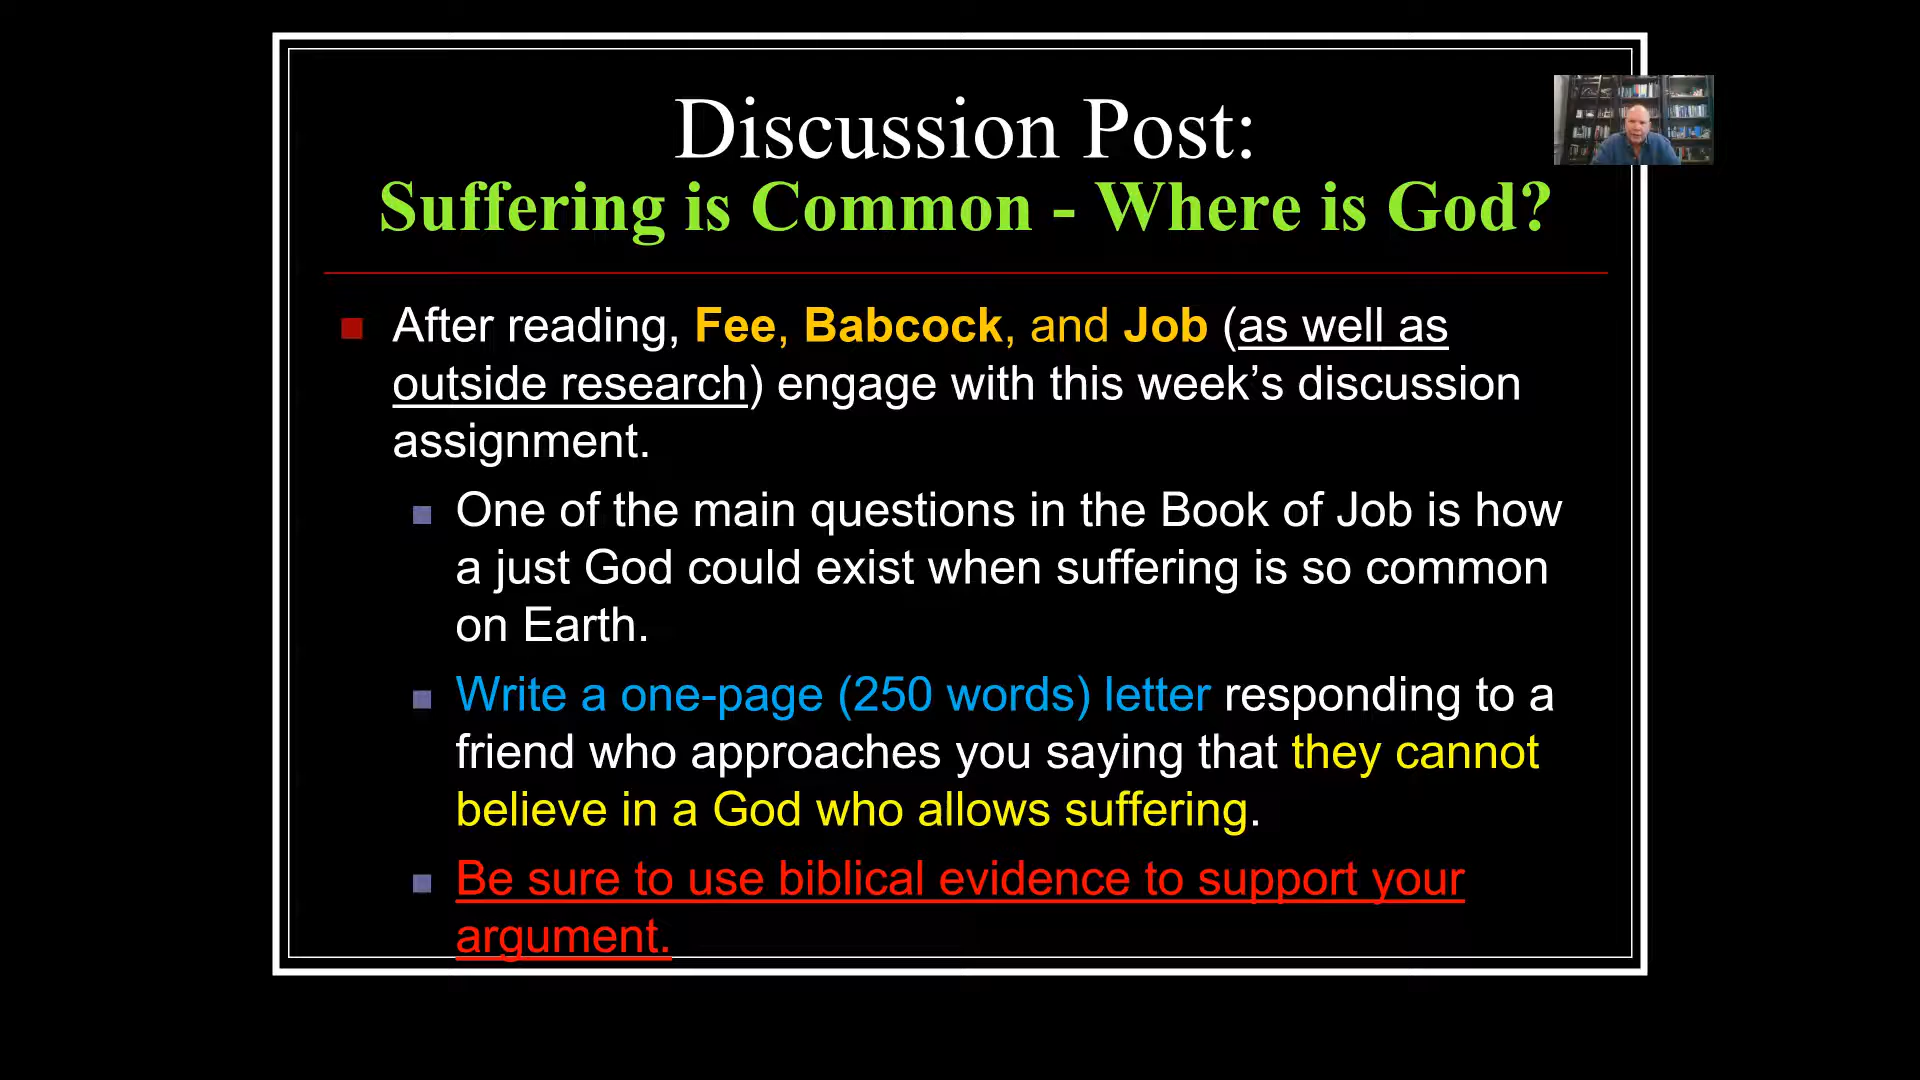 Discussion Post:
Suffering is Common - Where is God?
After reading, Fee, Babcock, and Job (as well as
outside research) engage with this week’s discussion
assignment.
One of the main questions in the Book of Job is how
a just God could exist when suffering is so common
on Earth.
Write a one-page (250 words) letter responding to a
friend who approaches you saying that they cannot
believe in a God who allows suffering.
Be sure to use biblical evidence to support your
argument.